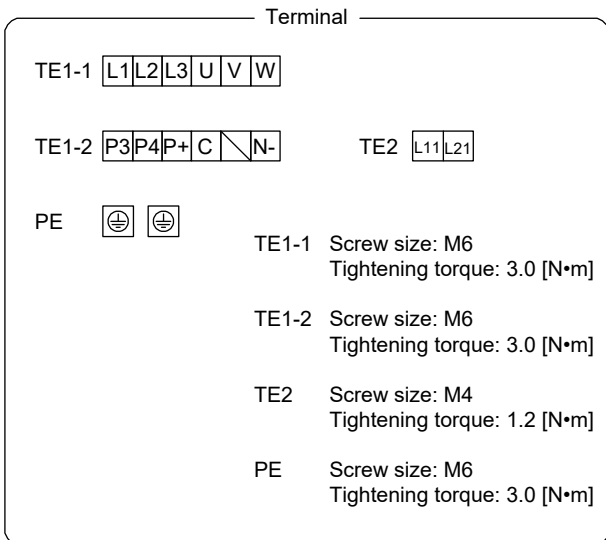 Terminal
TE1-1 L1 L2 L3 U V W
TE1-2 P3 P4 P+ C N- TE2 L11 L21
PE
TE1-1 Screw size: M6
Tightening torque: 3.0 [N•m]
TE1-2 Screw size: M6
Tightening torque: 3.0 [N•m]
TE2 Screw size: M4
Tightening torque: 1.2 [N•m]
PE Screw size: M6
Tightening torque: 3.0 [N•m]